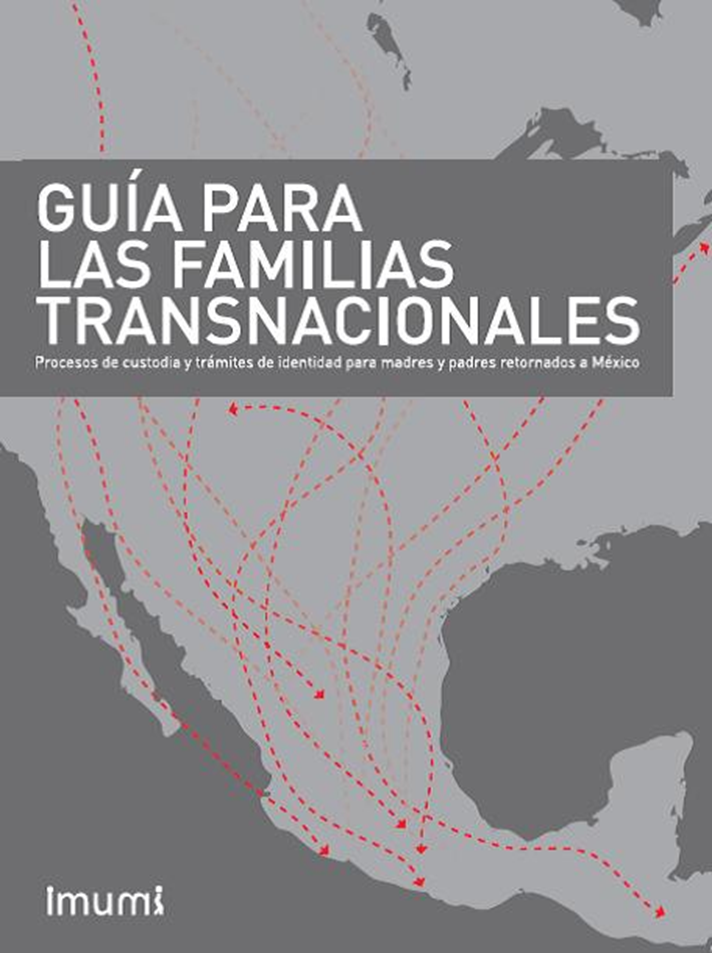 GUÍA PARA
LAS FAMILIAS
TRANSNACIONALES
Procesos de custodia y trámites de identidad para madres y padres retornados a México
imumi